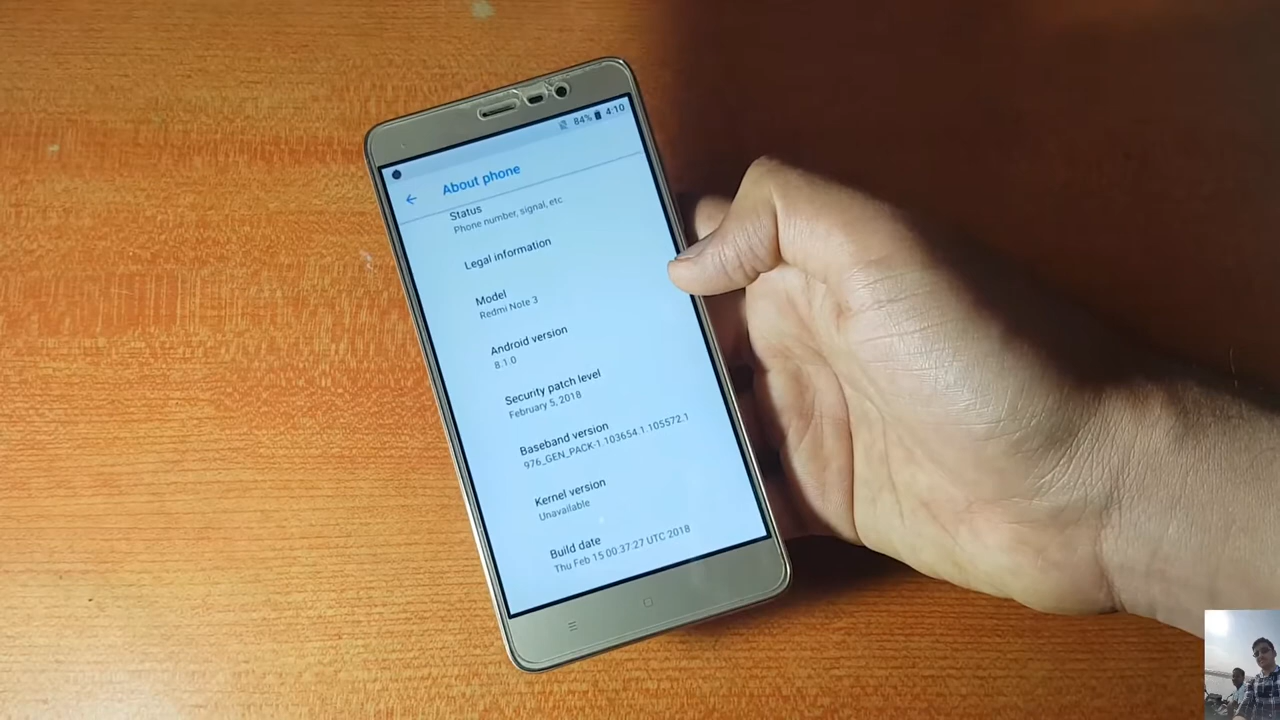 84% 4:10
About phone
Status
Phone number, signal, etc
Legal information
Model
Redmi Note 3
Android version
8.1.0
Security patch level
February 5, 2018
Baseband version
976_GEN_PACK-1.103654.1.105572.1
Kernel version
Unavailable
Build date
Thu Feb 15 00:37:27 UTC 2018